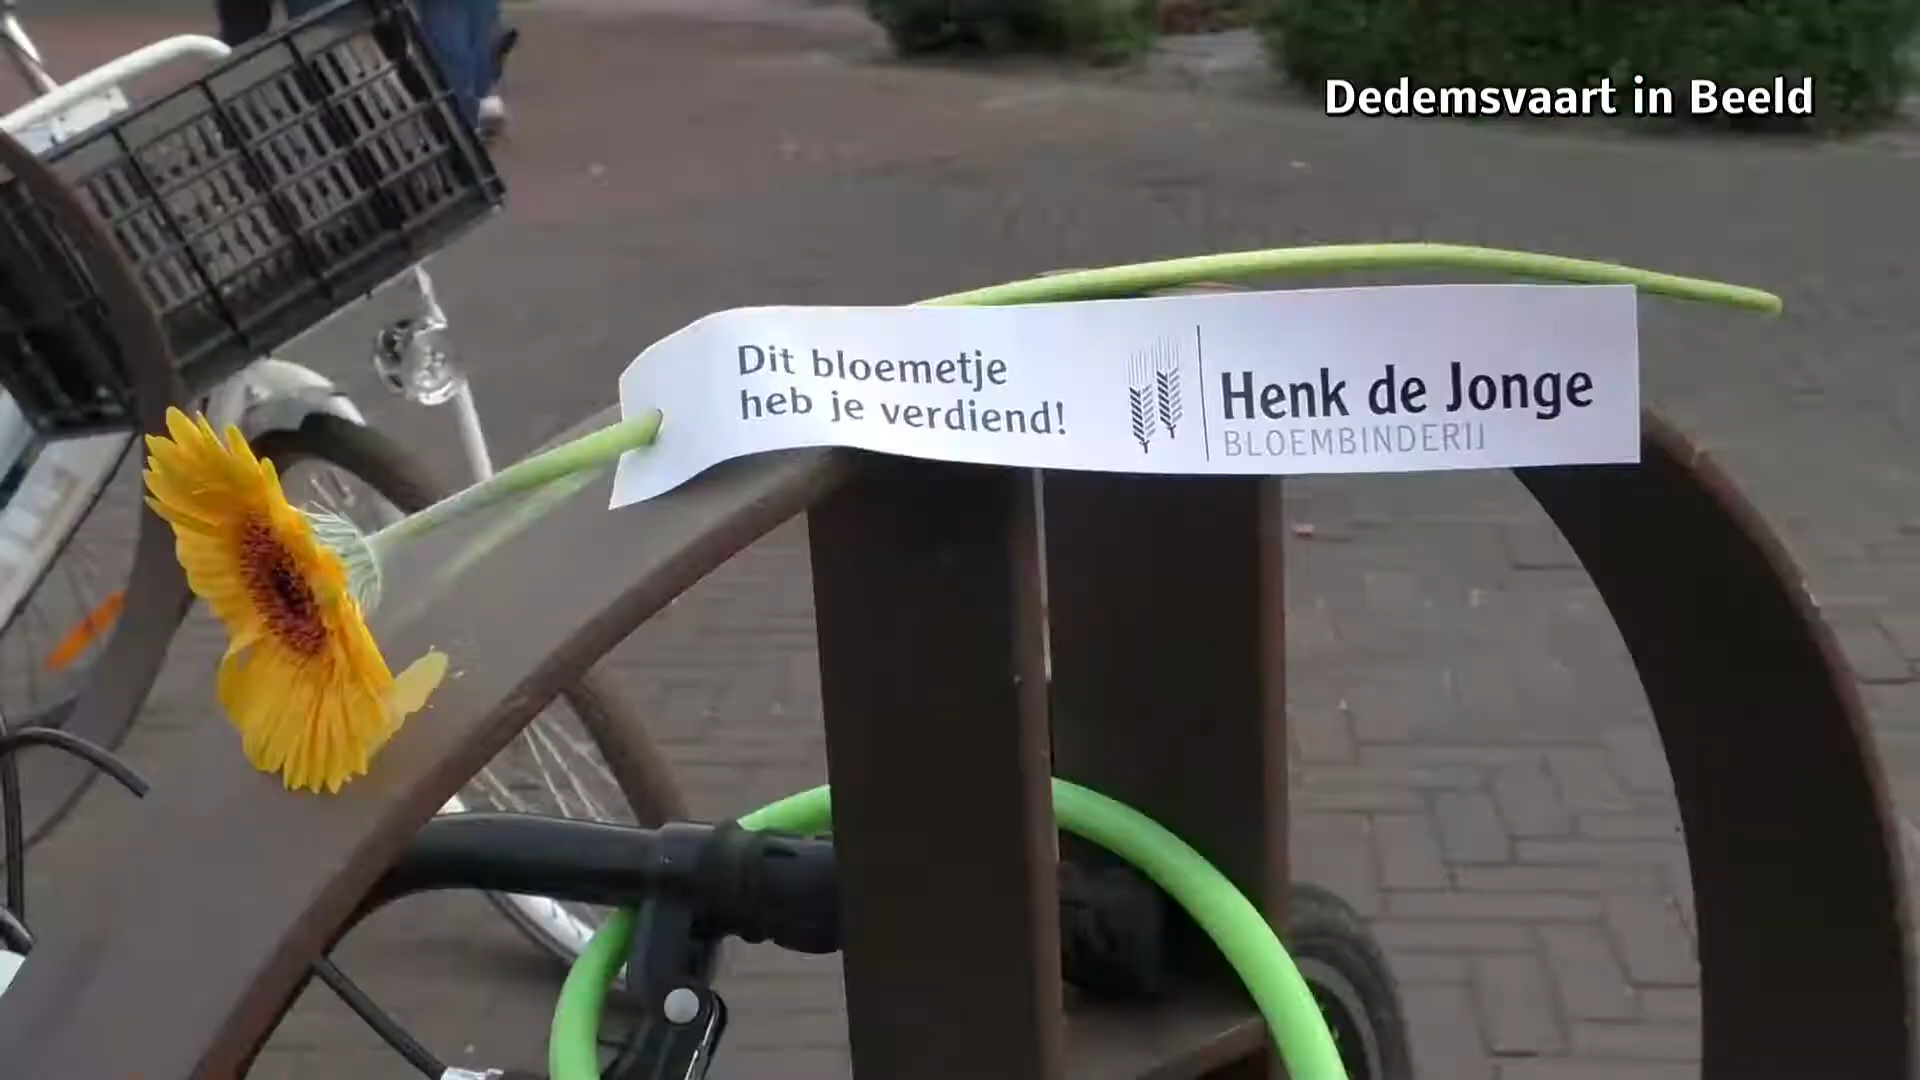 Dedemsvaart in Beeld
Dit bloemetje
heb je verdiend!
Henk de Jonge
BLOEMBINDERIJ